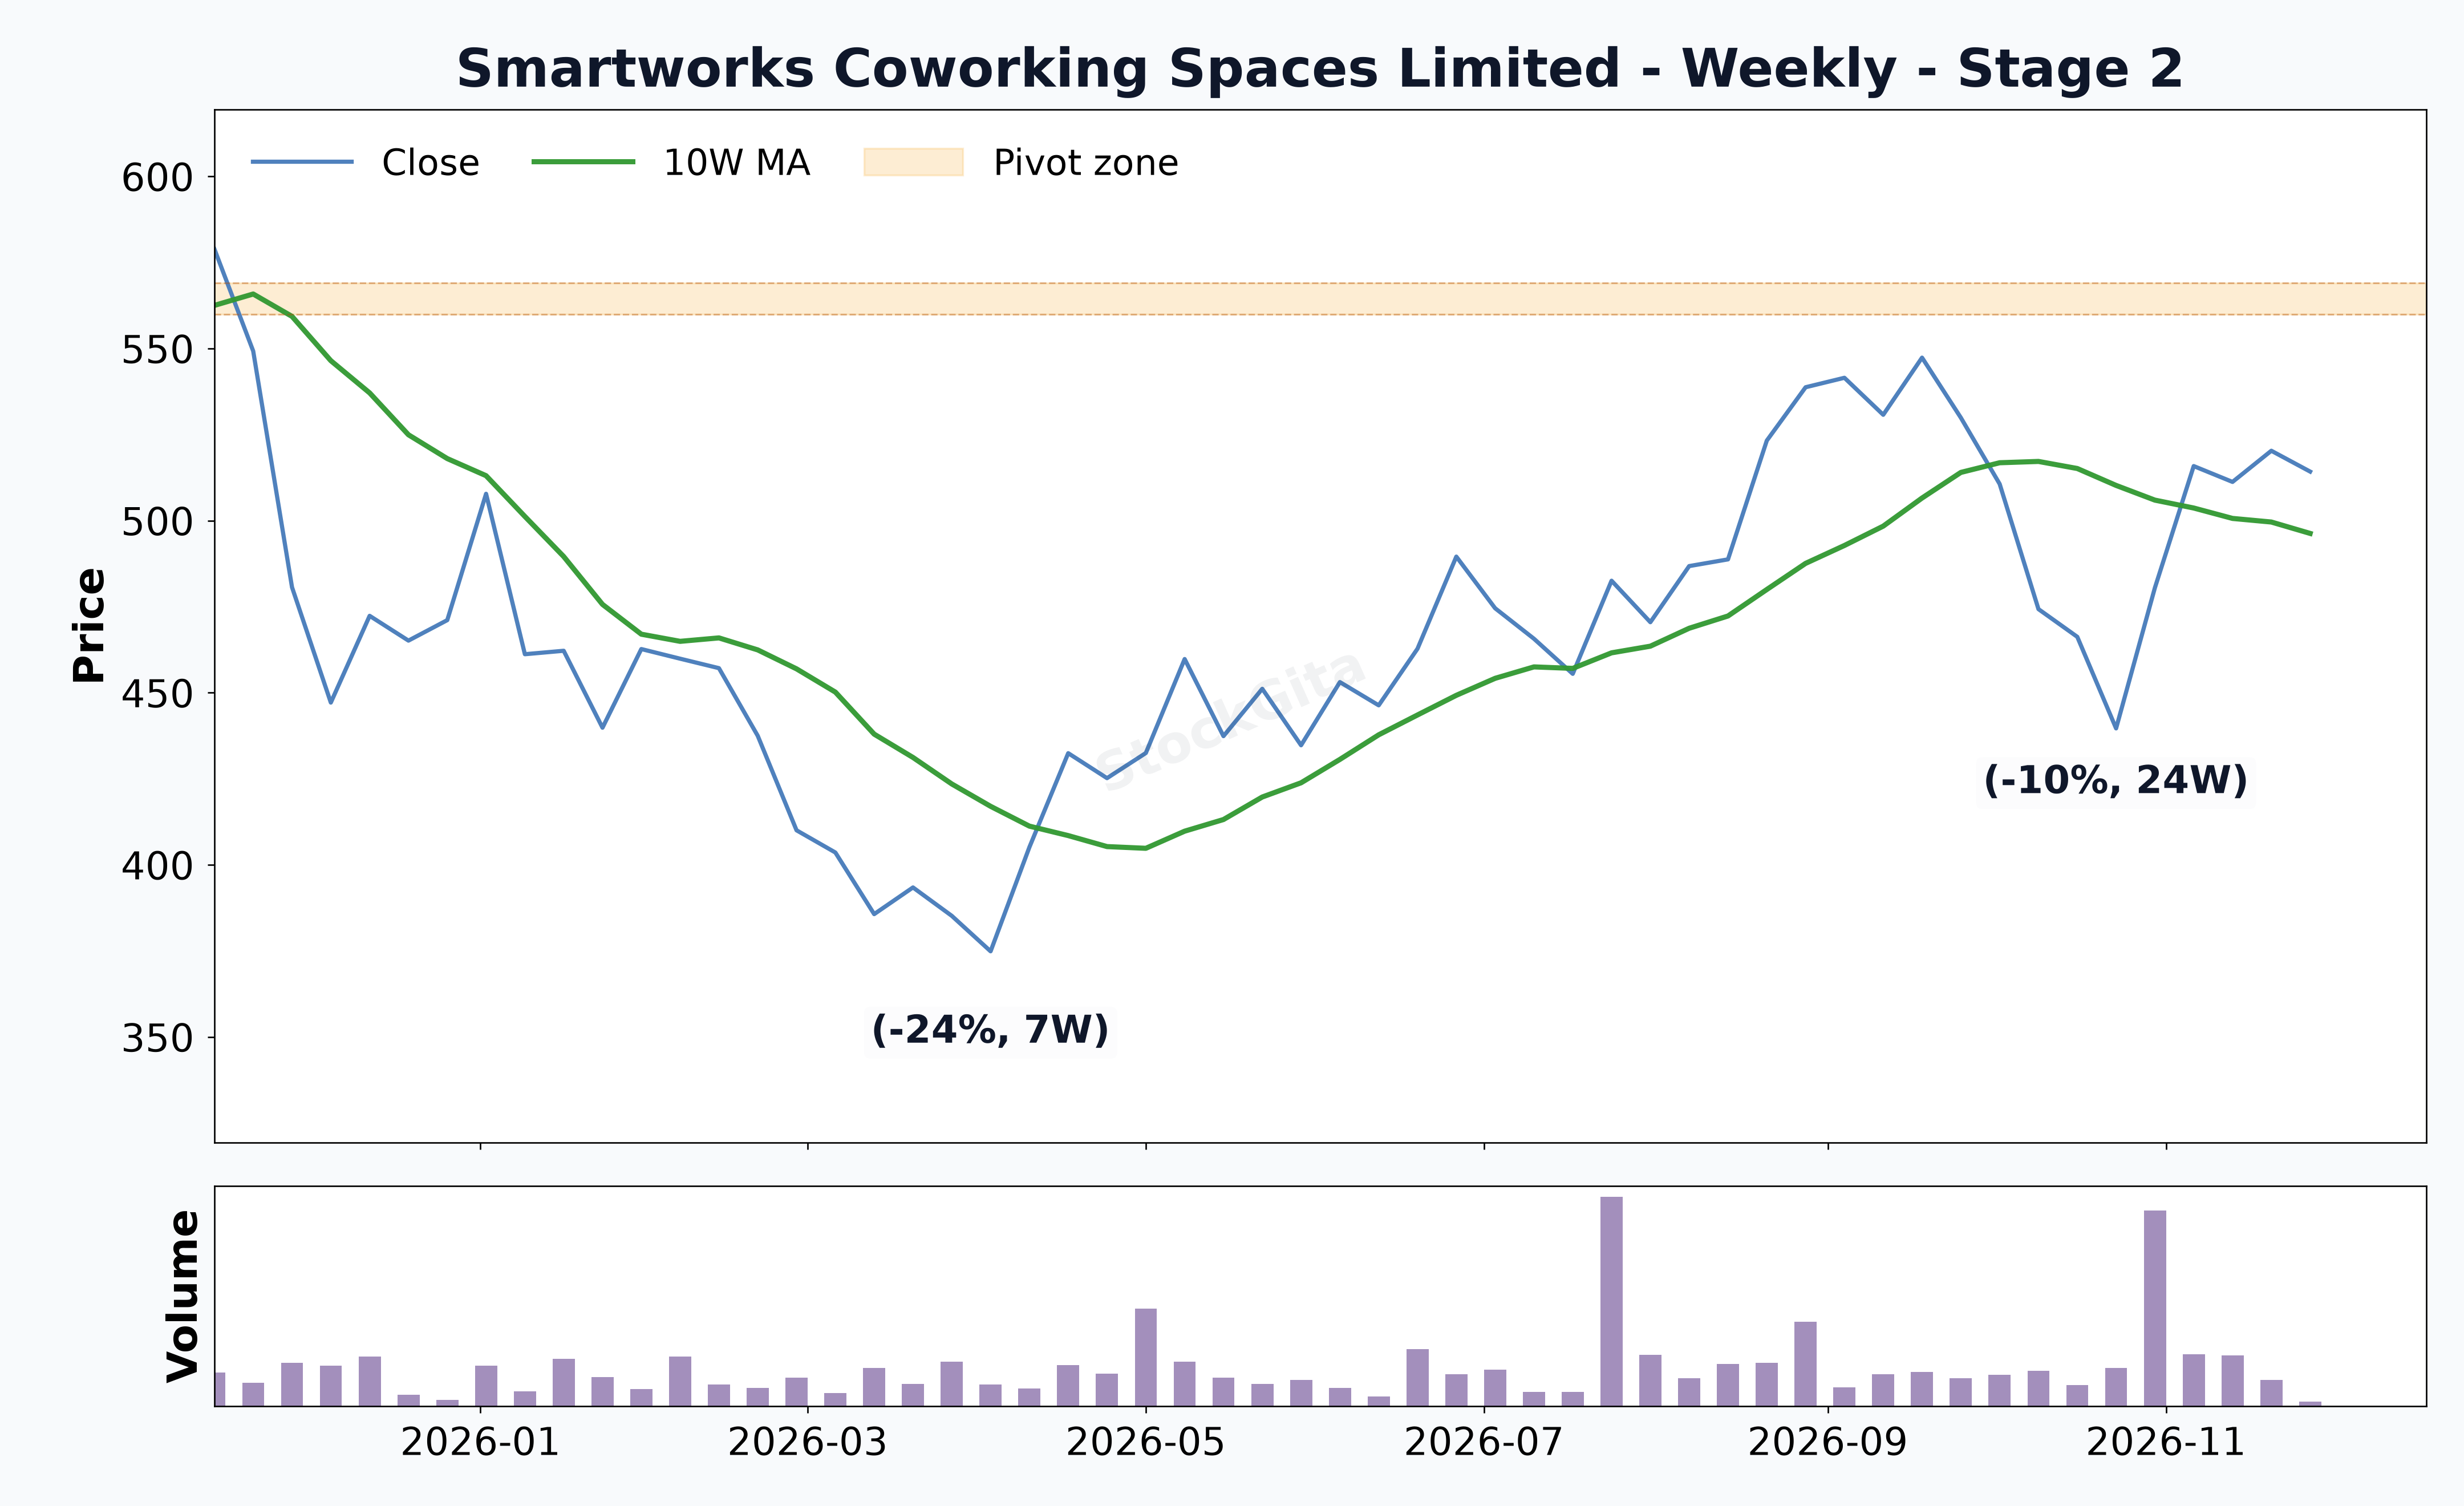 Smartworks Coworking Spaces Limited - Weekly - Stage 2
Close
10W MA
Pivot zone
600
550
500
450
400
350
Price
StockGita
(-10%, 24W)
(-24%, 7W)
Volume
2026-01
2026-03
2026-05
2026-07
2026-09
2026-11